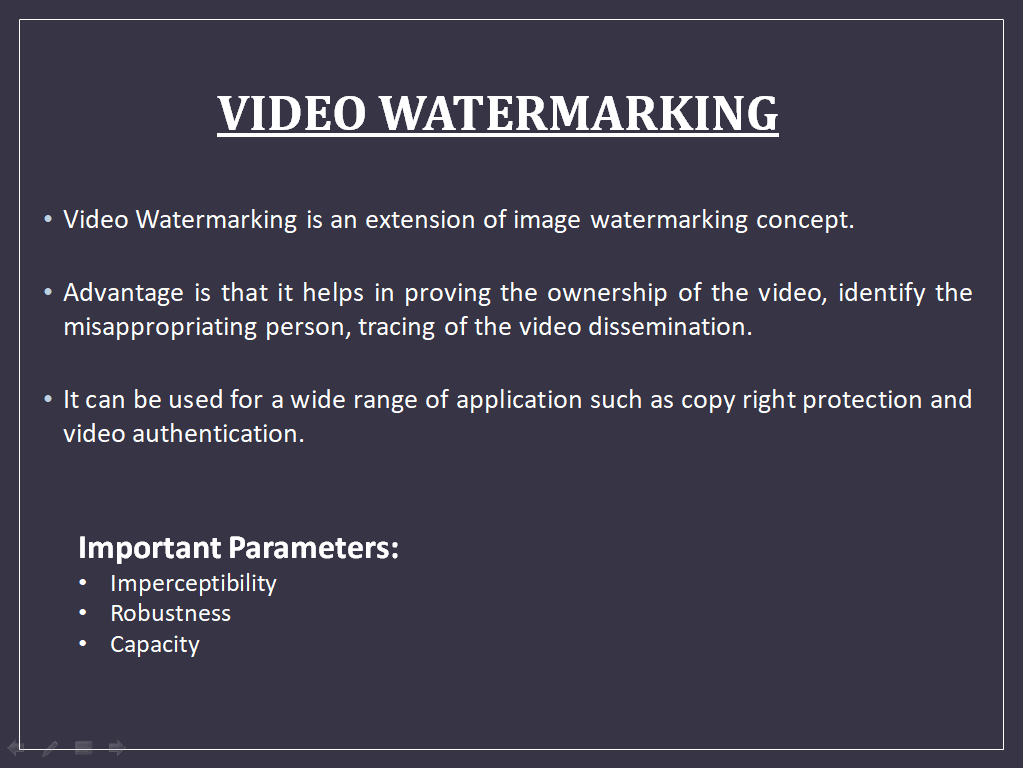 VIDEO WATERMARKING
• Video Watermarking is an extension of image watermarking concept.
• Advantage is that it helps in proving the ownership of the video, identify the
misappropriating person, tracing of the video dissemination.
• It can be used for a wide range of application such as copy right protection and
video authentication.
Important Parameters:
• Imperceptibility
• Robustness
• Capacity